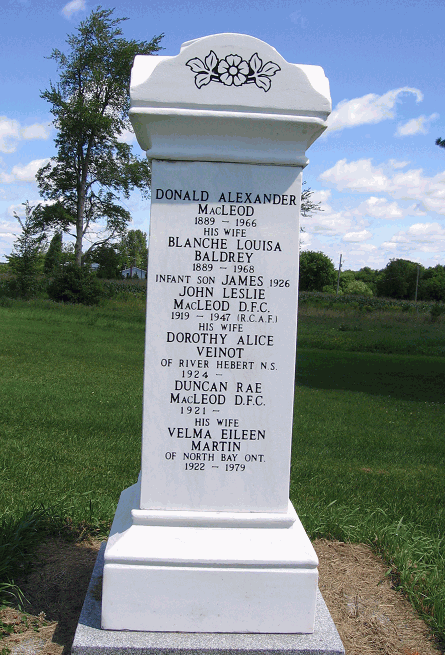 DONALD ALEXANDER
MACLEOD
1889 - 1966
HIS WIFE
BLANCHE LOUISA
BALDREY
1889 - 1968
INFANT SON JAMES 1926
JOHN LESLIE
MACLEOD D.F.C.
1919 - 1947 (R.C.A.F.)
HIS WIFE
DOROTHY ALICE
VEINOT
OF RIVER HEBERT N.S.
1924 -
DUNCAN RAE
MACLEOD D.F.C.
1921 -
HIS WIFE
VELMA EILEEN
MARTIN
OF NORTH BAY ONT.
1922 - 1979